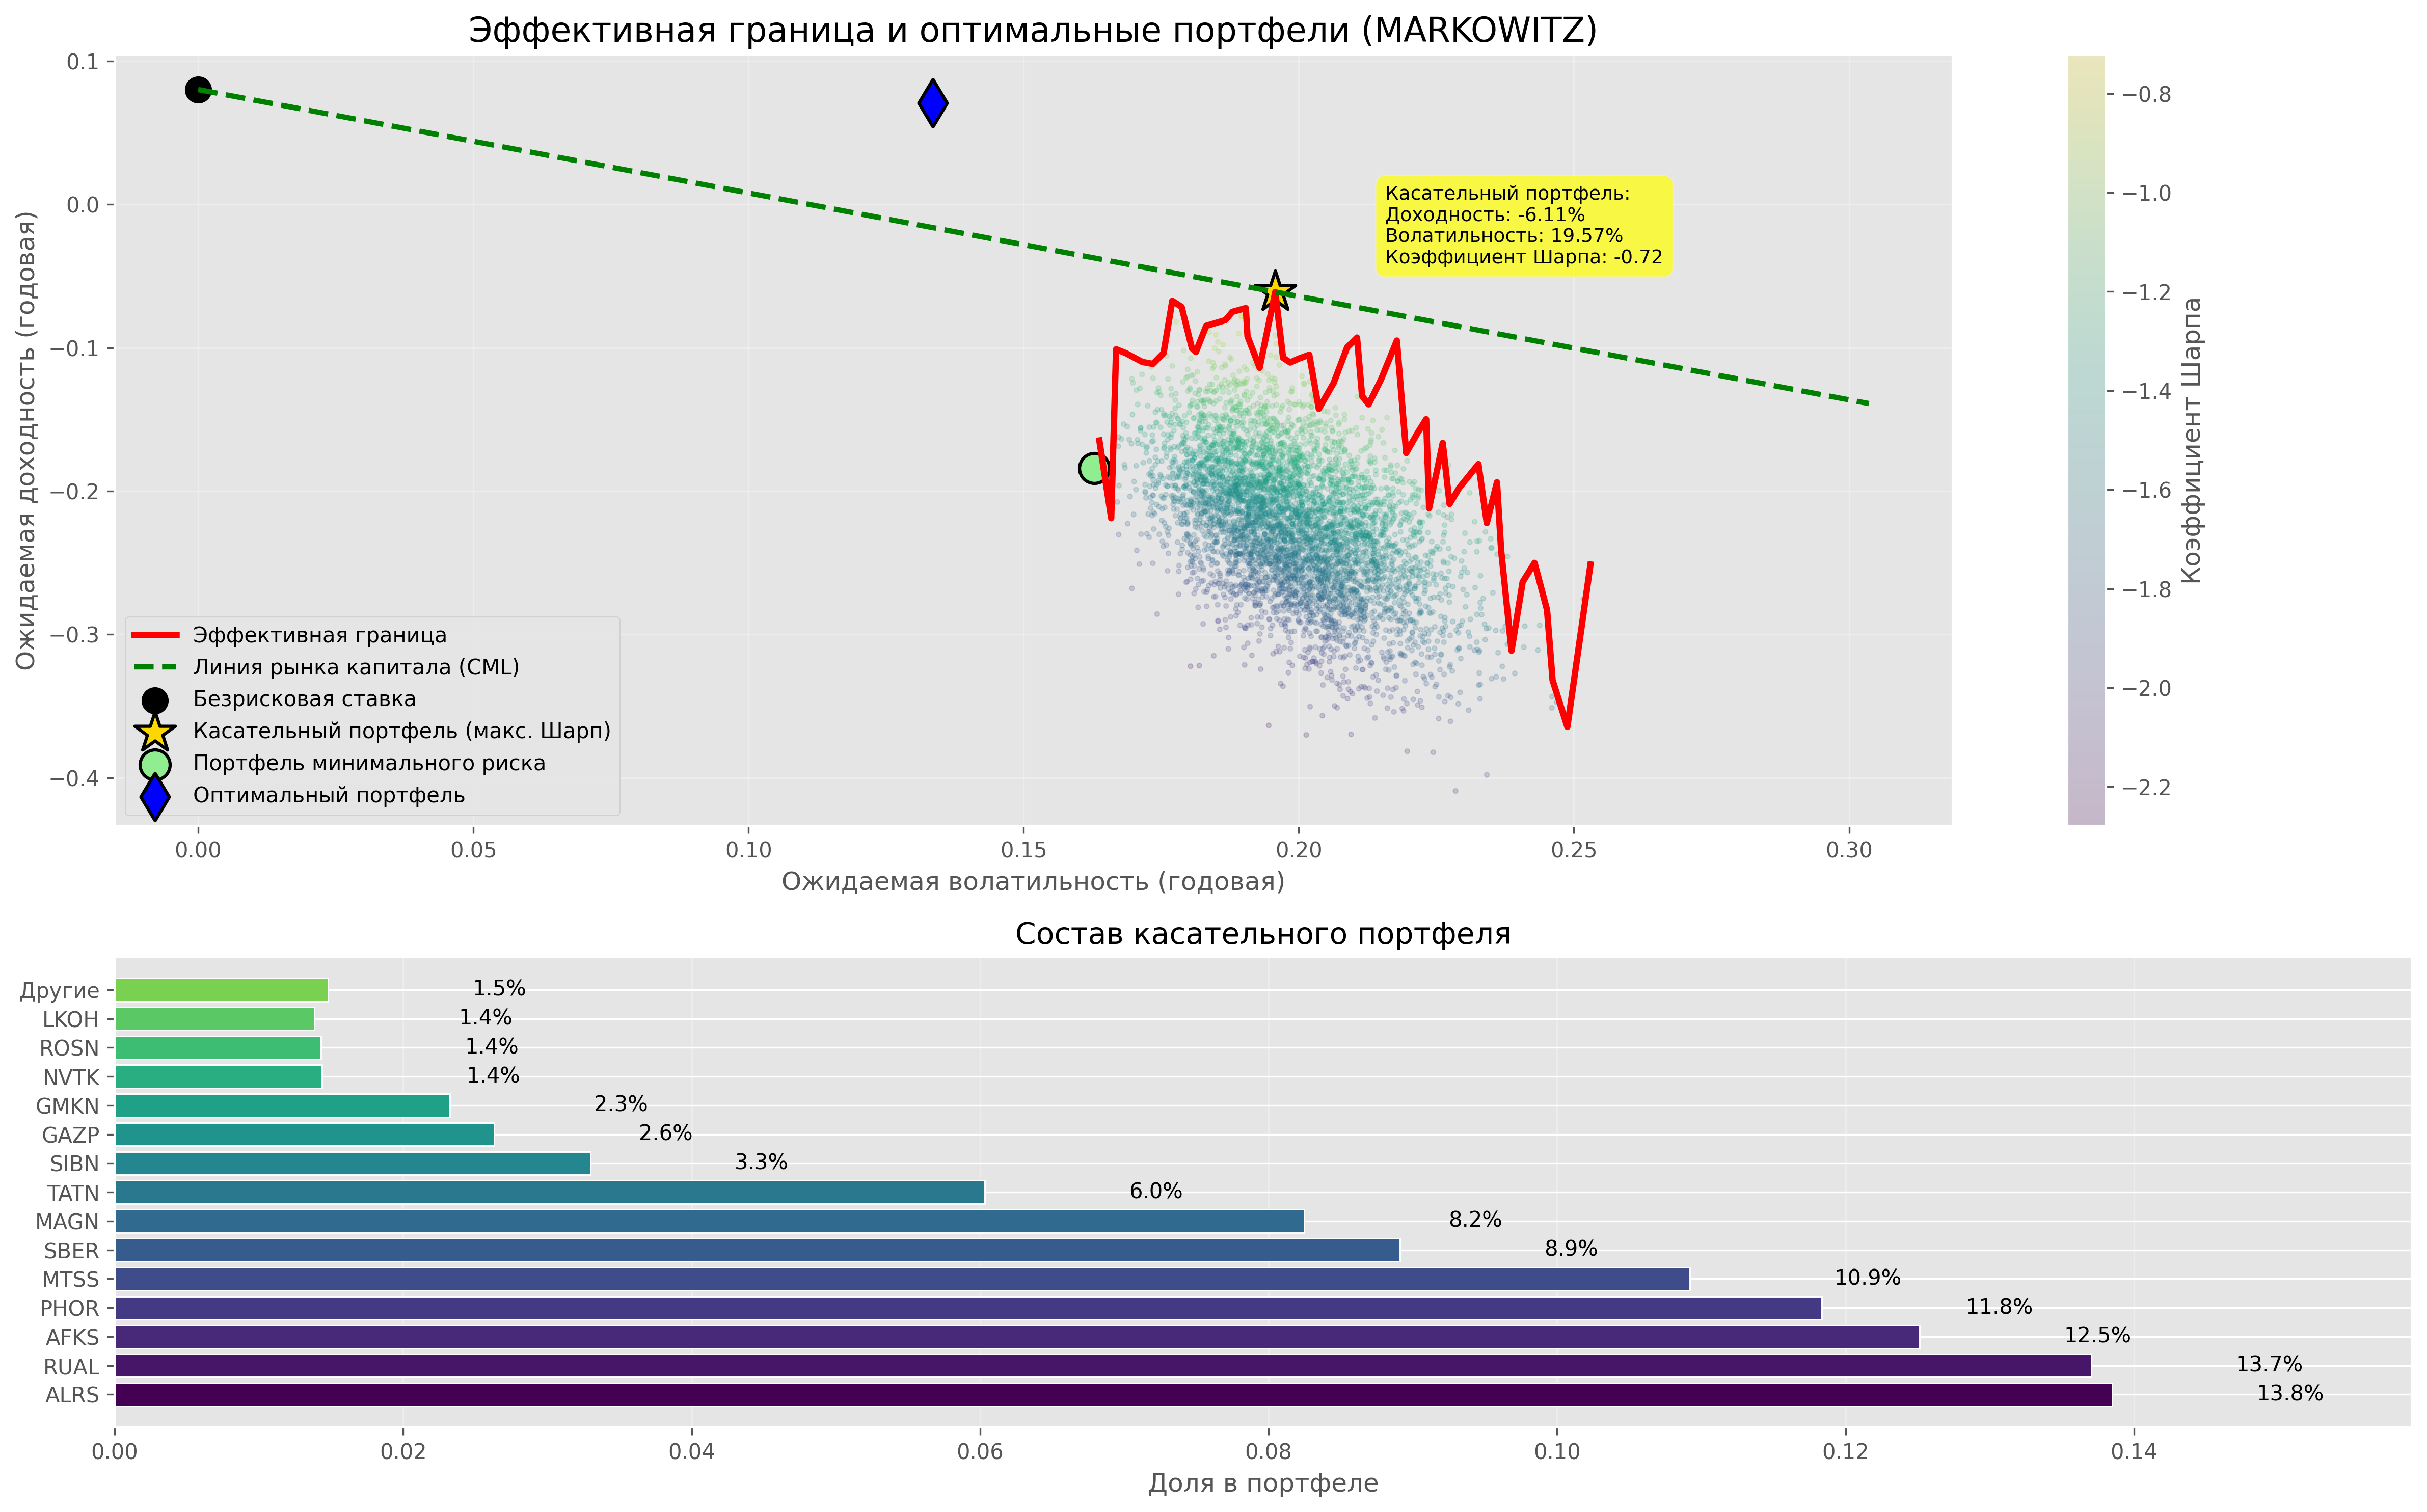 Эффективная граница и оптимальные портфели (MARKOWITZ)
Ожидаемая доходность (годовая)
0.1
0.0
−0.1
−0.2
−0.3
−0.4
Касательный портфель:
Доходность: -6.11%
Волатильность: 19.57%
Коэффициент Шарпа: -0.72
Эффективная граница
Линия рынка капитала (CML)
Безрисковая ставка
Касательный портфель (макс. Шарп)
Портфель минимального риска
Оптимальный портфель
0.00 0.05 0.10 0.15 0.20 0.25 0.30
Ожидаемая волатильность (годовая)
−0.8
−1.0
−1.2
−1.4
−1.6
−1.8
−2.0
−2.2
Коэффициент Шарпа
Состав касательного портфеля
Другие 1.5%
LKOH 1.4%
ROSN 1.4%
NVTK 1.4%
GMKN 2.3%
GAZP 2.6%
SIBN 3.3%
TATN 6.0%
MAGN 8.2%
SBER 8.9%
MTSS 10.9%
PHOR 11.8%
AFKS 12.5%
RUAL 13.7%
ALRS 13.8%
0.00 0.02 0.04 0.06 0.08 0.10 0.12 0.14
Доля в портфеле